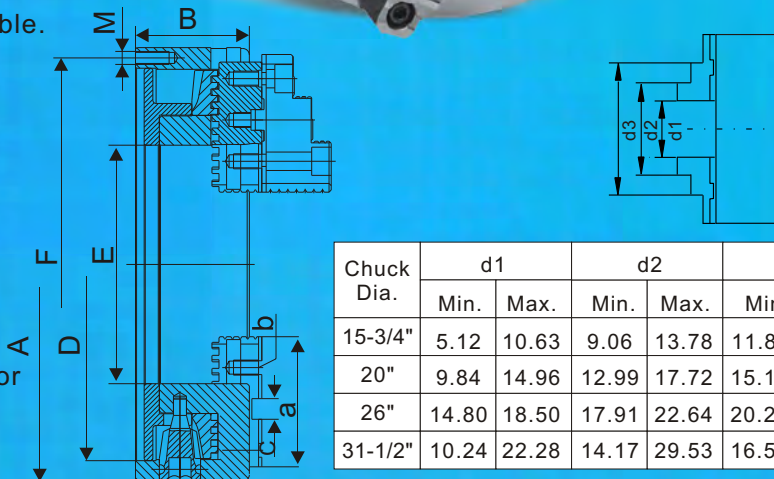 ble.
M
B
F
E
A
D
or
b
a
c
d3
d2
d1
Chuck Dia. d1 d2
Min. Max. Min. Max.
15-3/4" 5.12 10.63 9.06 13.78
20" 9.84 14.96 12.99 17.72
26" 14.80 18.50 17.91 22.64
31-1/2" 10.24 22.28 14.17 29.53